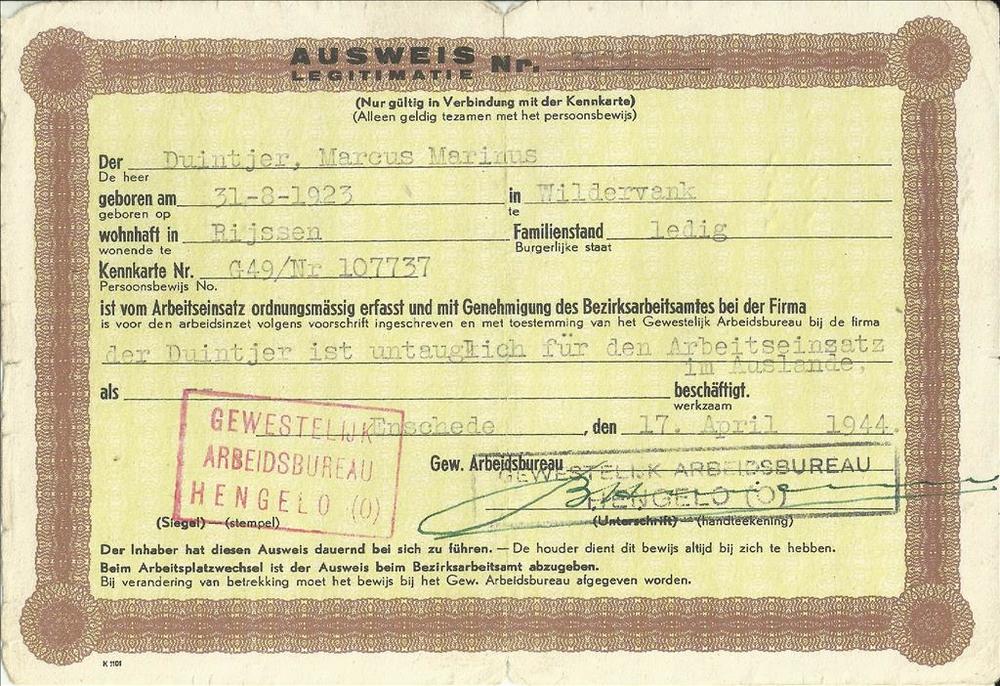 AUSWEIS Nr.
LEGITIMATIE
(Nur gültig in Verbindung mit der Kennkarte)
(Alleen geldig tezamen met het persoonsbewijs)
Der Duintjer, Marcus Marinus
De heer
geboren am 31-8-1923 in Wildervank
geboren op te
wohnhaft in Rijssen Familienstand ledig
wonende te Burgerlijke staat
Kennkarte Nr. G49/Nr 107737
Persoonsbewijs No.
ist vom Arbeitseinsatz ordnungsmässig erfasst und mit Genehmigung des Bezirksarbeitsamtes bei der Firma
is voor den arbeidsinzet volgens voorschrift ingeschreven en met toestemming van het Gewestelijk Arbeidsbureau bij de firma
der Duintjer ist untauglich für den Arbeitseinsatz
im Auslande,
als beschäftigt.
werkzaam
GEWESTELIJK
ARBEIDSBUREAU
HENGELO (O)
Enschede, den 17. April 1944.
Gew. Arbeidsbureau
GEWESTELIJK ARBEIDSBUREAU
HENGELO (O)
(Siegel) — (stempel) (Unterschrift) — (handteekening)
Der Inhaber hat diesen Ausweis dauernd bei sich zu führen. — De houder dient dit bewijs altijd bij zich te hebben.
Beim Arbeitsplatzwechsel ist der Ausweis beim Bezirksarbeitsamt abzugeben.
Bij verandering van betrekking moet het bewijs bij het Gew. Arbeidsbureau afgegeven worden.
K 1101